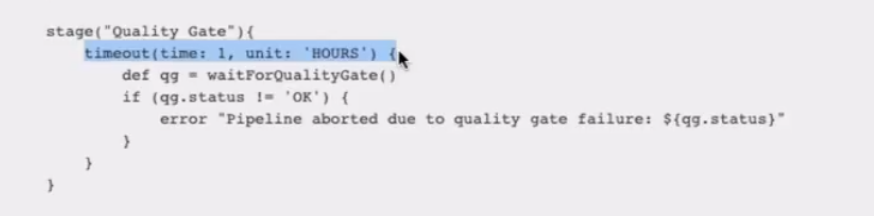 stage("Quality Gate"){
timeout(time: 1, unit: 'HOURS') {
def qg = waitForQualityGate()
if (qg.status != 'OK') {
error "Pipeline aborted due to quality gate failure: ${qg.status}"
}
}
}